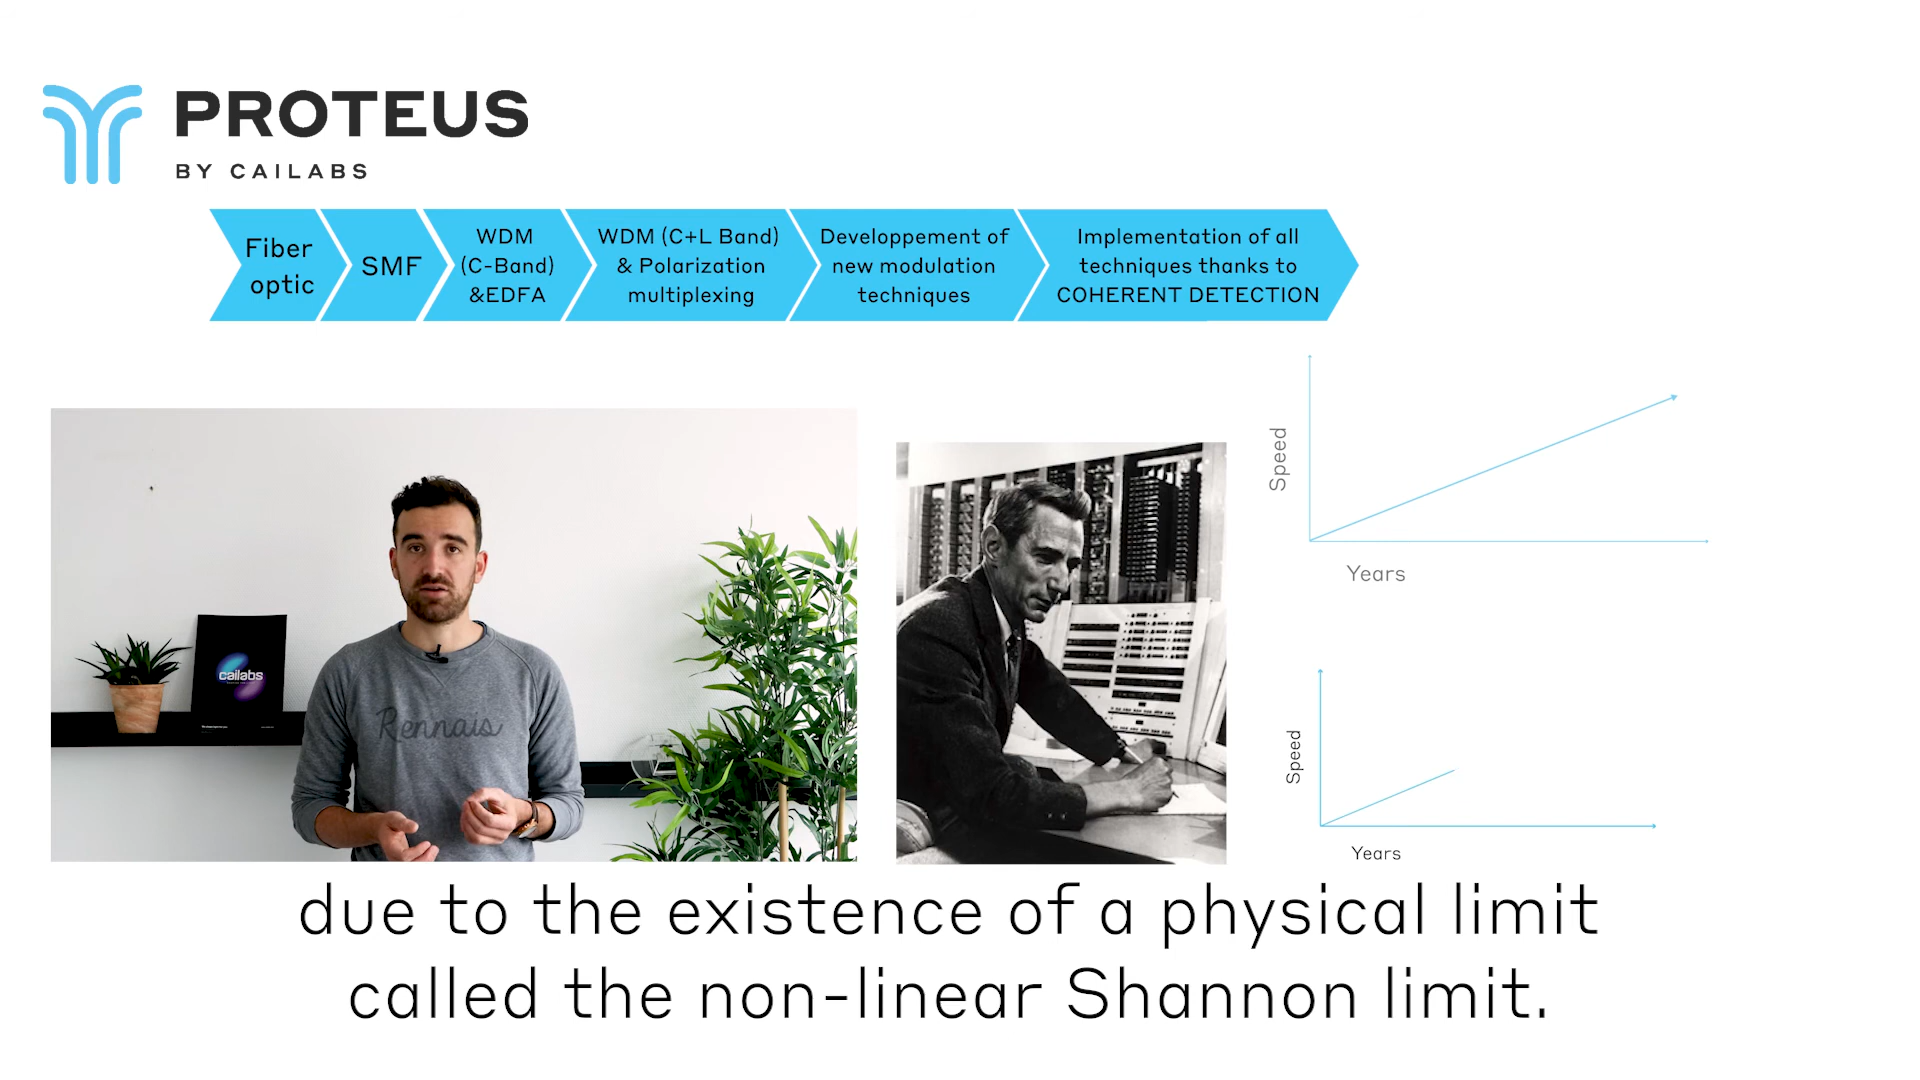 PROTEUS
BY CAILABS
Fiber
optic
SMF
WDM
(C-Band)
&EDFA
WDM (C+L Band)
& Polarization
multiplexing
Developpement of
new modulation
techniques
Implementation of all
techniques thanks to
COHERENT DETECTION
Speed
Years
cailabs
Rennais
Speed
Years
due to the existence of a physical limit
called the non-linear Shannon limit.